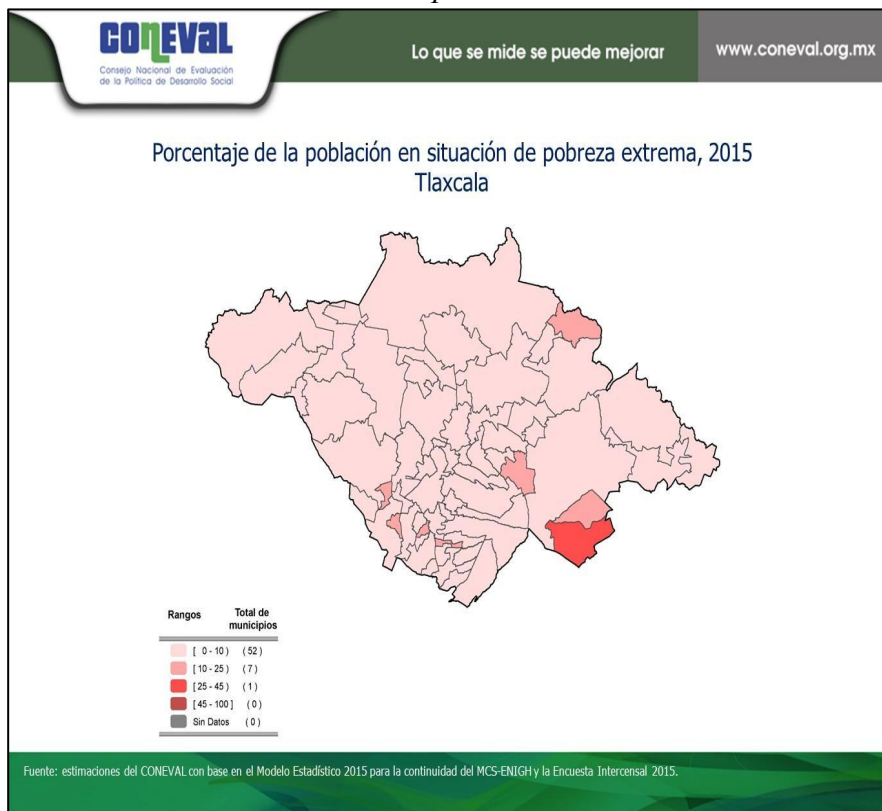 CONEVAL
Consejo Nacional de Evaluación
de la Política de Desarrollo Social
Lo que se mide se puede mejorar
www.coneval.org.mx
Porcentaje de la población en situación de pobreza extrema, 2015
Tlaxcala
Rangos Total de
municipios
[ 0 - 10 ) ( 52 )
[ 10 - 25 ) ( 7 )
[ 25 - 45 ) ( 1 )
[ 45 - 100 ] ( 0 )
Sin Datos ( 0 )
Fuente: estimaciones del CONEVAL con base en el Modelo Estadístico 2015 para la continuidad del MCS-ENIGH y la Encuesta Intercensal 2015.